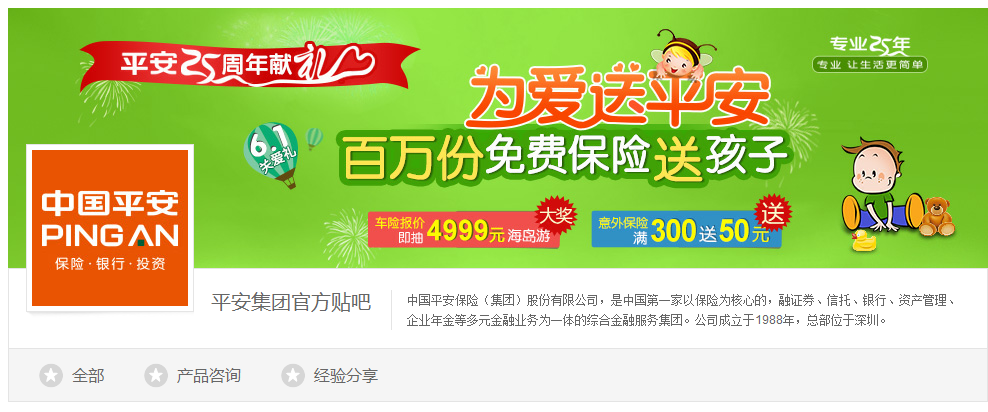 平安25周年献礼
专业25年
专业 让生活更简单
为爱送平安
6.1
关爱礼
百万份免费保险送孩子
车险报价
即抽4999元海岛游
大奖
意外保险
满300送50元
送
中国平安
PING AN
保险·银行·投资
平安集团官方贴吧
中国平安保险（集团）股份有限公司，是中国第一家以保险为核心的，融证券、信托、银行、资产管理、
企业年金等多元金融业务为一体的综合金融服务集团。公司成立于1988年，总部位于深圳。
全部
产品咨询
经验分享